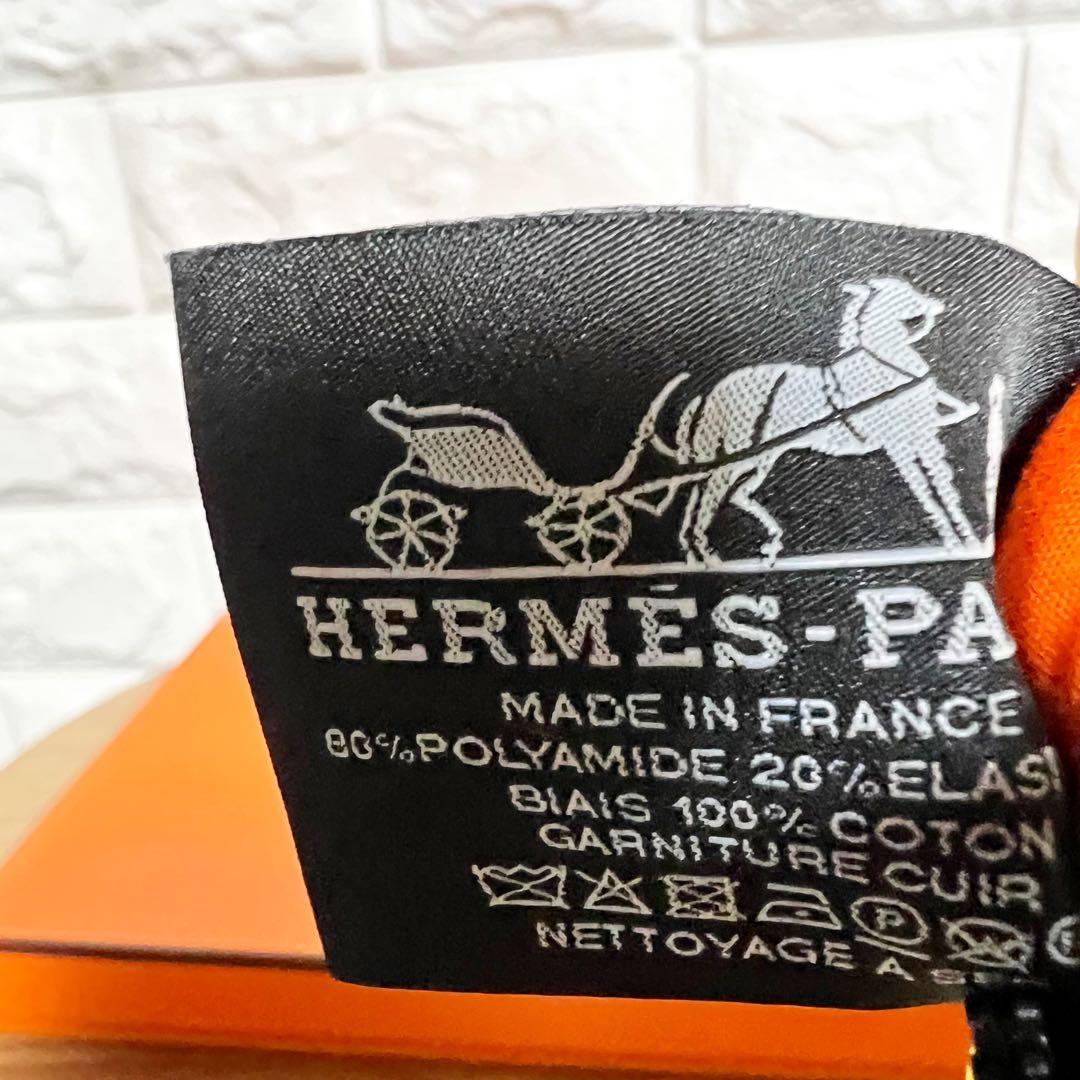 HERMÈS-PA
MADE IN FRANCE
80%POLYAMIDE 20%ELAS
BIAIS 100% COTON
GARNITURE CUIR
P
NETTOYAGE A S